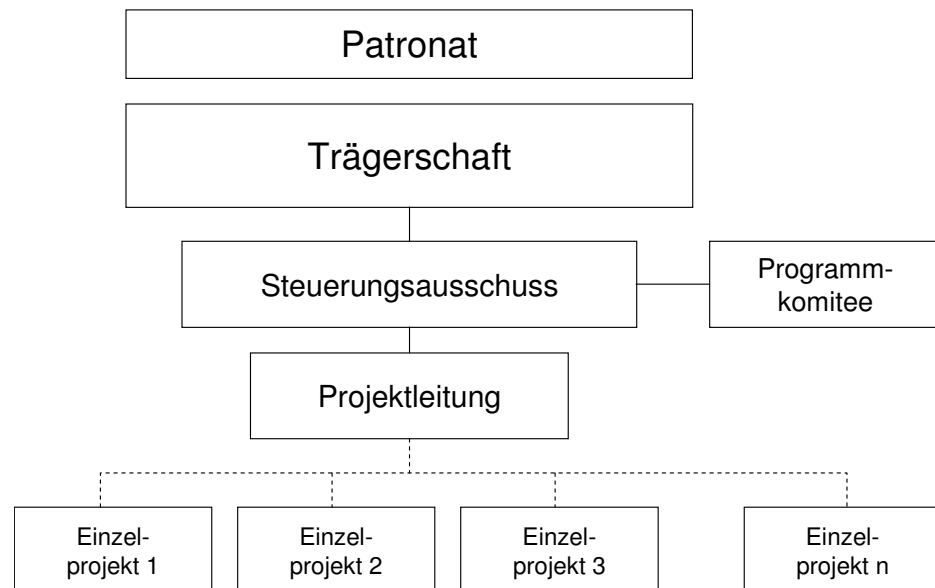 Patronat
Trägerschaft
Steuerungsausschuss
Programm-
komitee
Projektleitung
Einzel-
projekt 1
Einzel-
projekt 2
Einzel-
projekt 3
Einzel-
projekt n